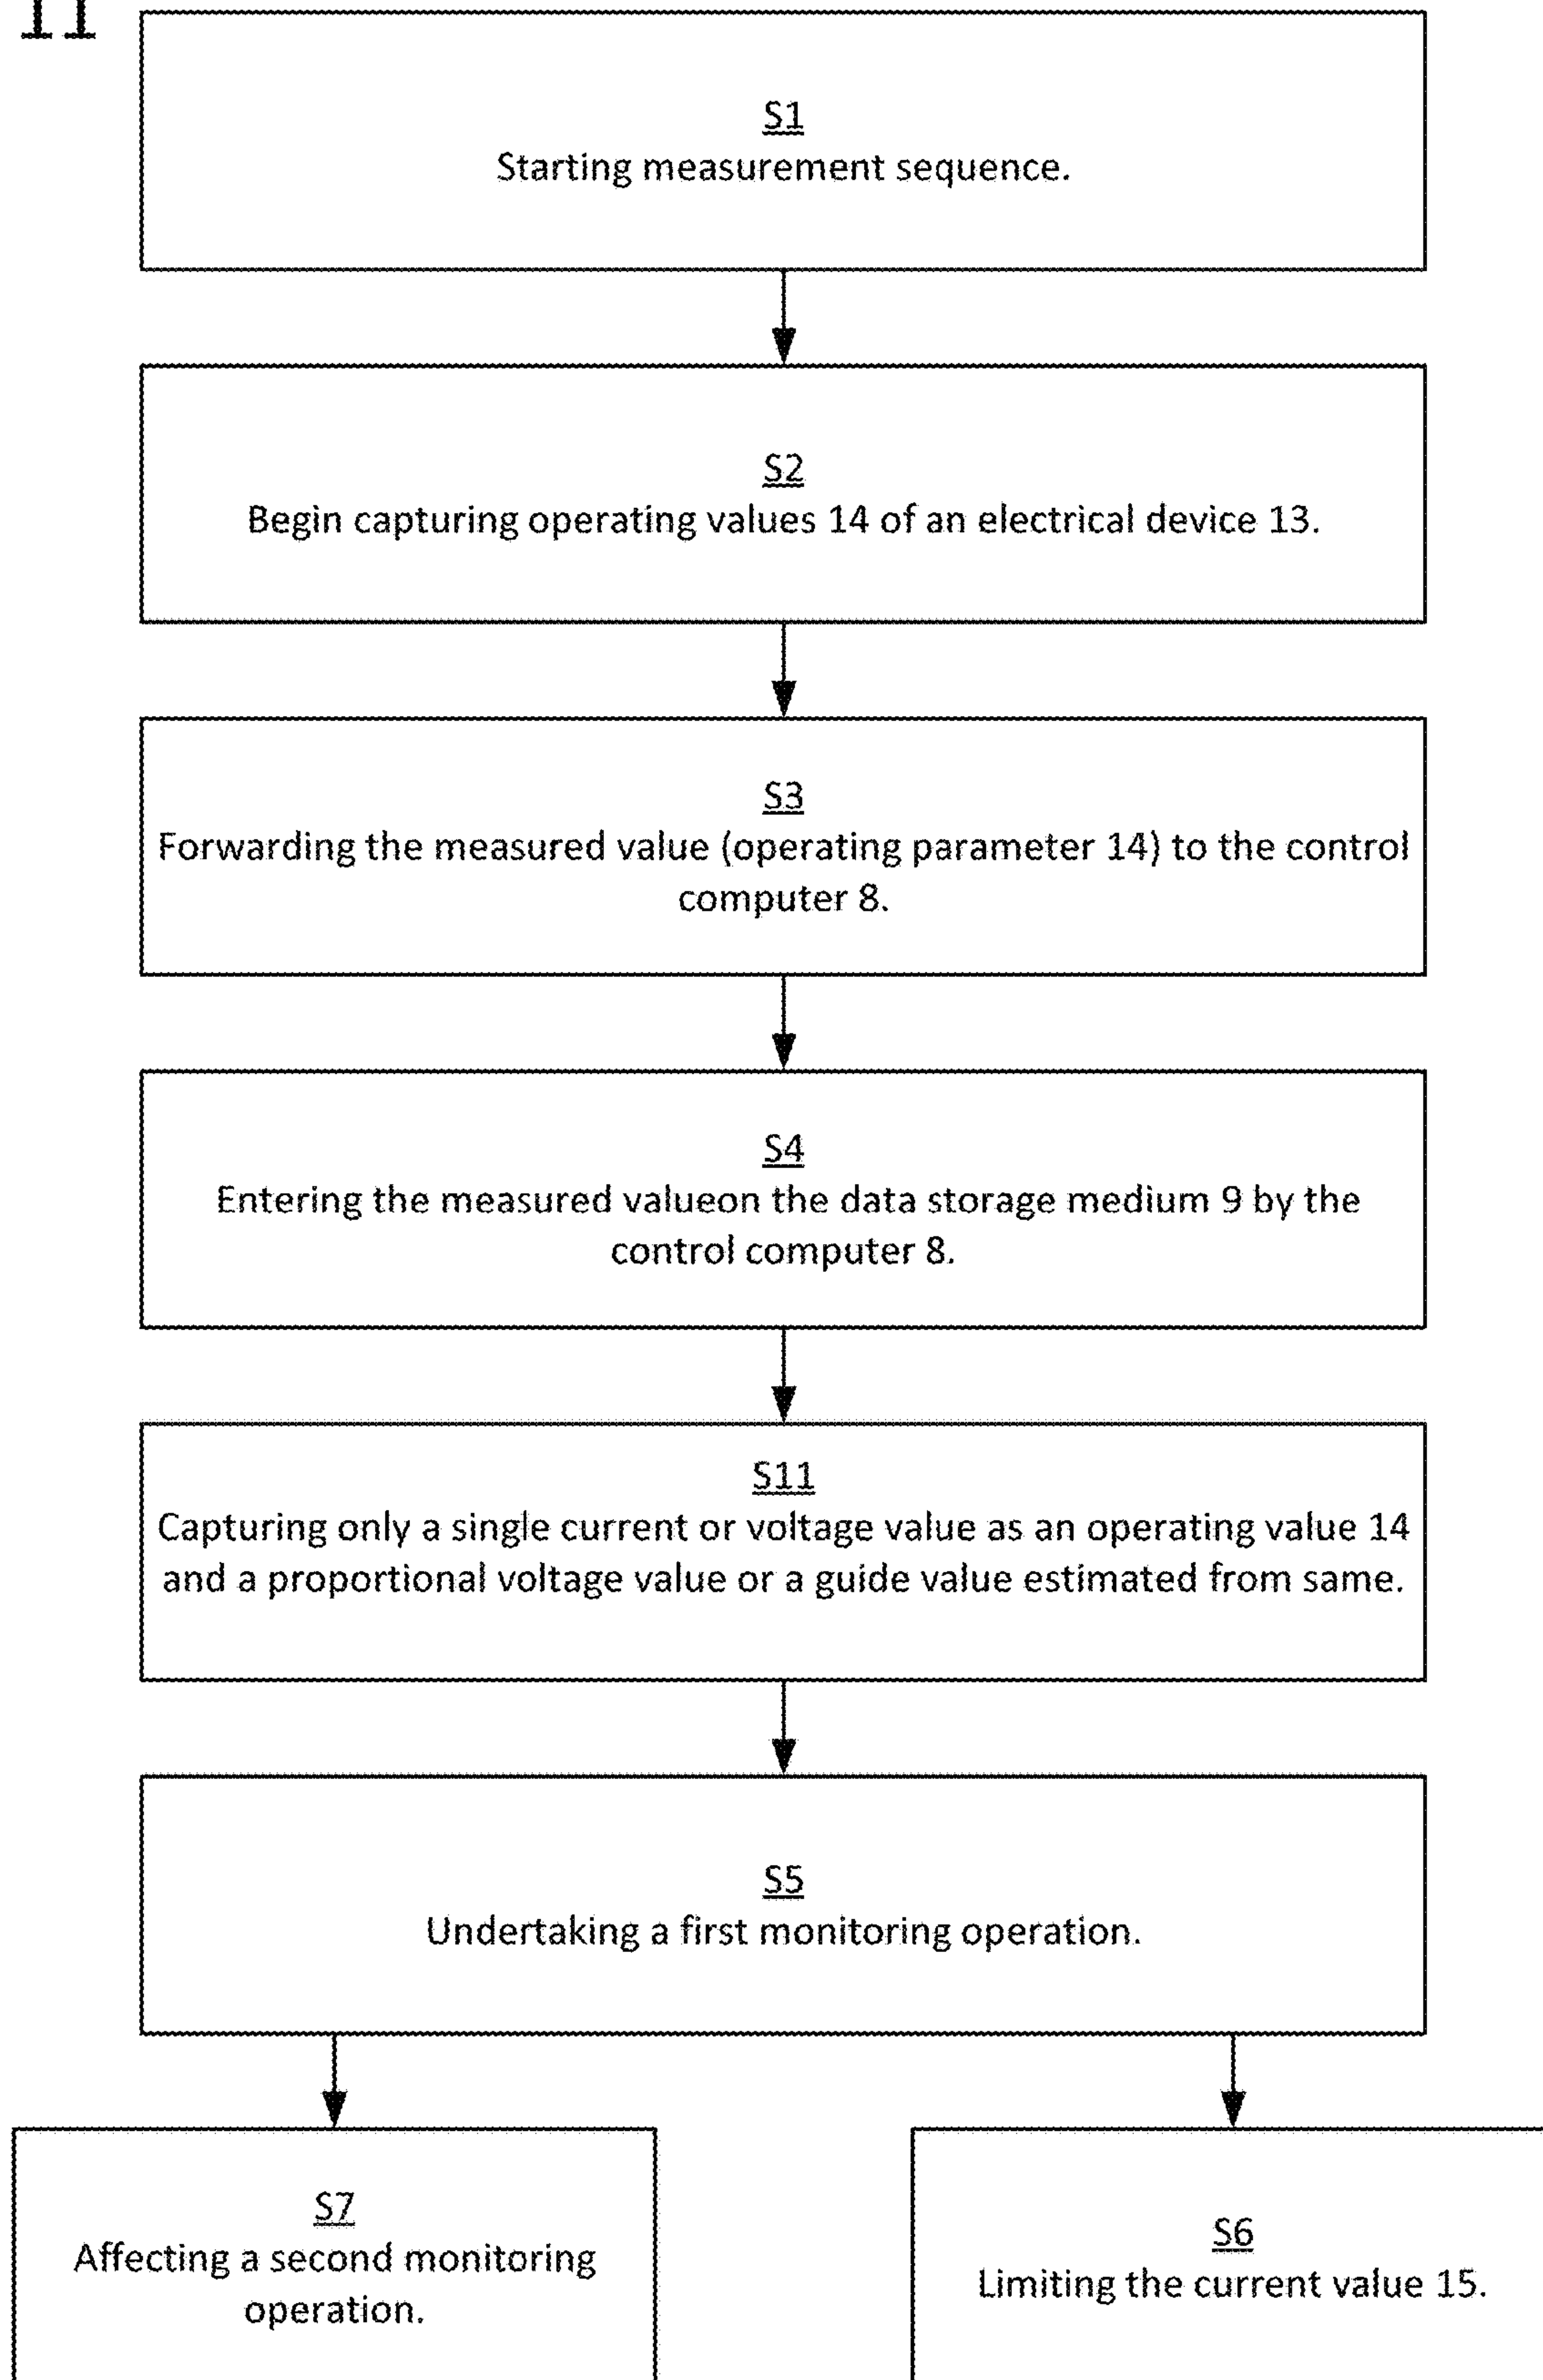 S1
Starting measurement sequence.
S2
Begin capturing operating values 14 of an electrical device 13.
S3
Forwarding the measured value (operating parameter 14) to the control
computer 8.
S4
Entering the measured valueon the data storage medium 9 by the
control computer 8.
S11
Capturing only a single current or voltage value as an operating value 14
and a proportional voltage value or a guide value estimated from same.
S5
Undertaking a first monitoring operation.
S7
Affecting a second monitoring
operation.
S6
Limiting the current value 15.